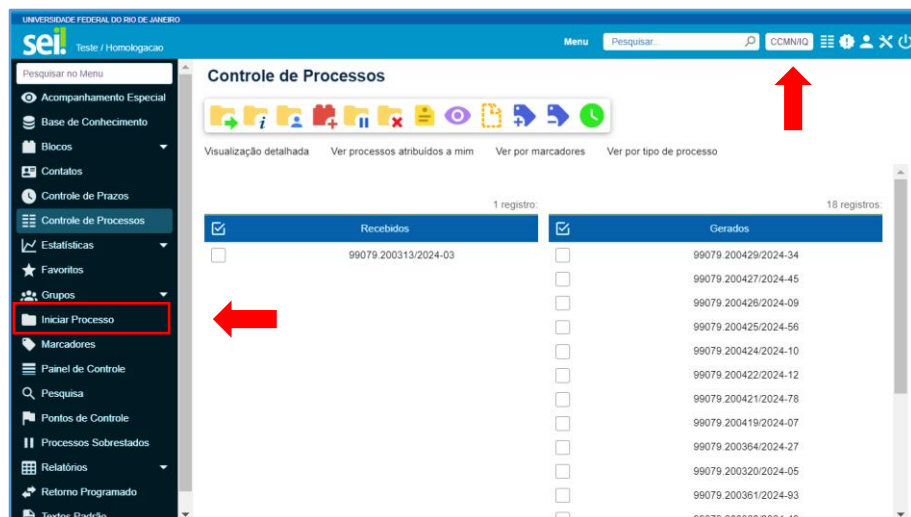 UNIVERSIDADE FEDERAL DO RIO DE JANEIRO
sei! Teste / Homologacao
Menu
Pesquisar...
CCMN/IQ
Pesquisar no Menu
Acompanhamento Especial
Base de Conhecimento
Blocos
Contatos
Controle de Prazos
Controle de Processos
Estatísticas
Favoritos
Grupos
Iniciar Processo
Marcadores
Painel de Controle
Pesquisa
Pontos de Controle
Processos Sobrestados
Relatórios
Retorno Programado
Textos Padrão
Controle de Processos
Visualização detalhada Ver processos atribuídos a mim Ver por marcadores Ver por tipo de processo
1 registro:
Recebidos
99079.200313/2024-03
18 registros:
Gerados
99079.200429/2024-34
99079.200427/2024-45
99079.200426/2024-09
99079.200425/2024-56
99079.200424/2024-10
99079.200422/2024-12
99079.200421/2024-78
99079.200419/2024-07
99079.200364/2024-27
99079.200320/2024-05
99079.200361/2024-93